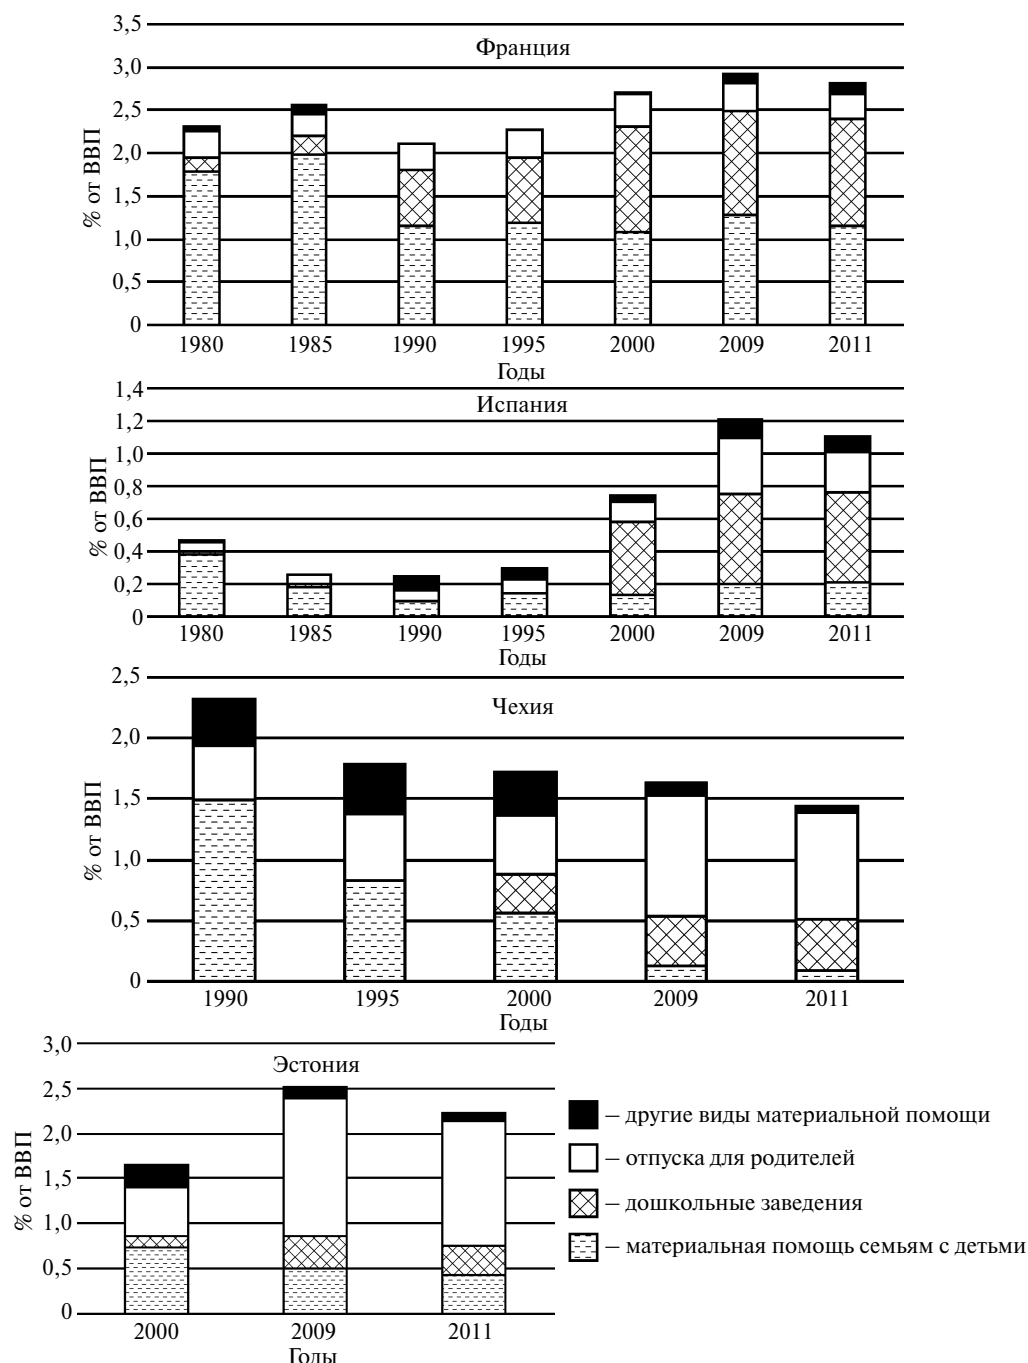 3,5
Франция
3,0
2,5
2,0
1,5
1,0
0,5
0
% от ВВП
1980 1985 1990 1995 2000 2009 2011
Годы
1,4
Испания
1,2
1,0
0,8
0,6
0,4
0,2
0
% от ВВП
1980 1985 1990 1995 2000 2009 2011
Годы
2,5
Чехия
2,0
1,5
1,0
0,5
0
% от ВВП
1990 1995 2000 2009 2011
Годы
3,0
Эстония
2,5
2,0
1,5
1,0
0,5
0
% от ВВП
2000 2009 2011
Годы
– другие виды материальной помощи
– отпуска для родителей
– дошкольные заведения
– материальная помощь семьям с детьми